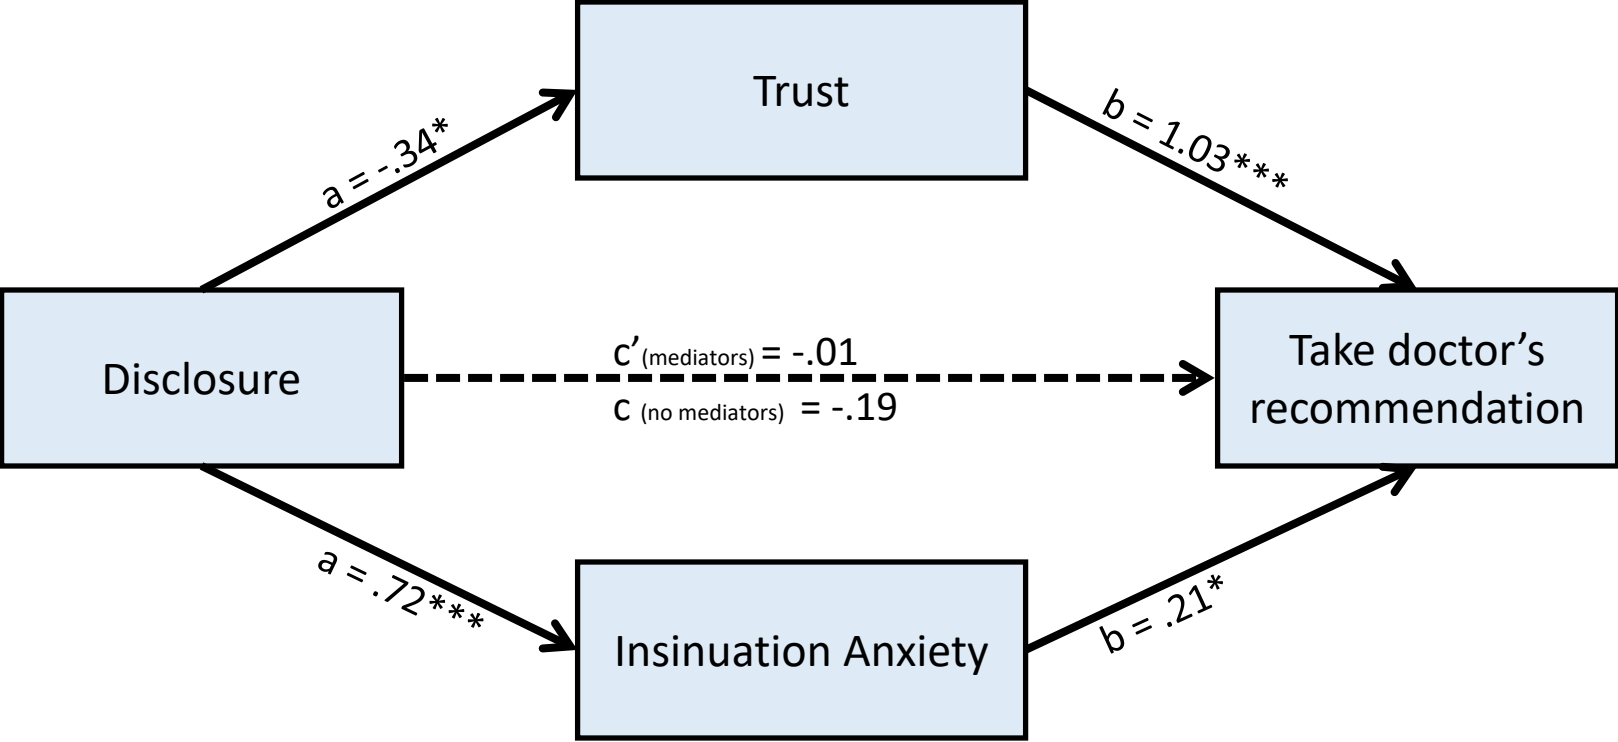 Trust
a = -.34*
b = 1.03***
Disclosure
c’(mediators) = -.01
c (no mediators) = -.19
Take doctor’s
recommendation
a = .72***
Insinuation Anxiety
b = .21*